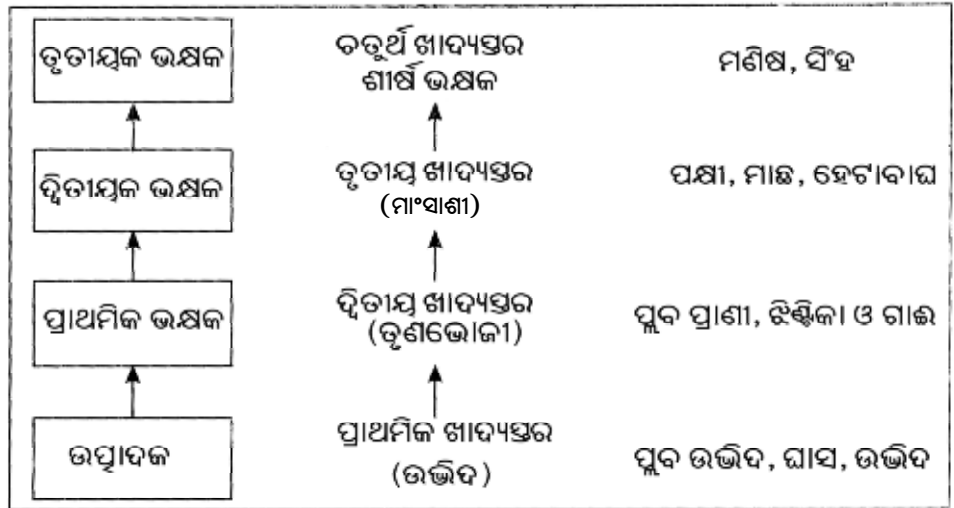 ତୃତୀୟକ ଭକ୍ଷକ
ଚତୁର୍ଥ ଖାଦ୍ୟସ୍ତର
ଶୀର୍ଷ ଭକ୍ଷକ
ମଣିଷ, ସିଂହ
ଦ୍ୱିତୀୟକ ଭକ୍ଷକ
ତୃତୀୟ ଖାଦ୍ୟସ୍ତର
(ମାଂସାଶୀ)
ପକ୍ଷୀ, ମାଛ, ହେଟାବାଘ
ପ୍ରାଥମିକ ଭକ୍ଷକ
ଦ୍ୱିତୀୟ ଖାଦ୍ୟସ୍ତର
(ତୃଣଭୋଜୀ)
ପ୍ଲବ ପ୍ରାଣୀ, ଝିଣ୍ଟିକା ଓ ଗାଈ
ଉତ୍ପାଦକ
ପ୍ରାଥମିକ ଖାଦ୍ୟସ୍ତର
(ଉଦ୍ଭିଦ)
ପ୍ଲବ ଉଦ୍ଭିଦ, ଘାସ, ଉଦ୍ଭିଦ